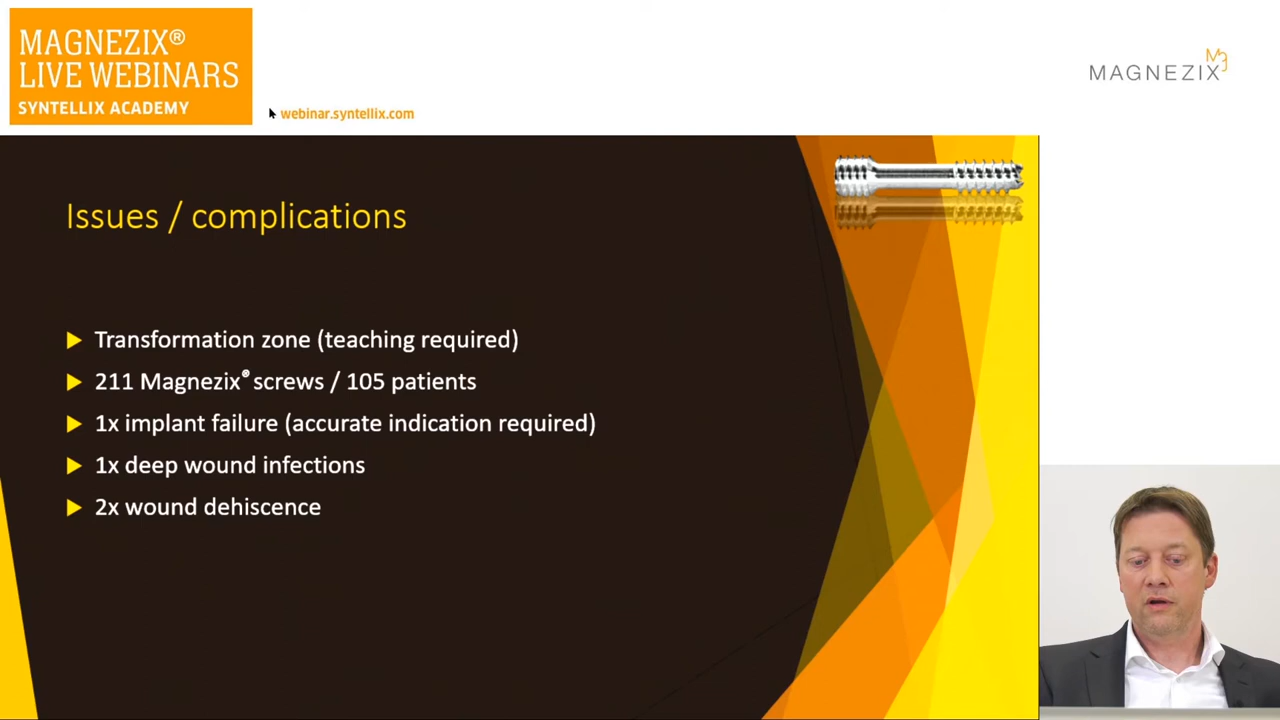 MAGNEZIX®
LIVE WEBINARS
SYNTELLIX ACADEMY
webinar.syntellix.com
MAGNEZIX
Issues / complications
Transformation zone (teaching required)
211 Magnezix® screws / 105 patients
1x implant failure (accurate indication required)
1x deep wound infections
2x wound dehiscence